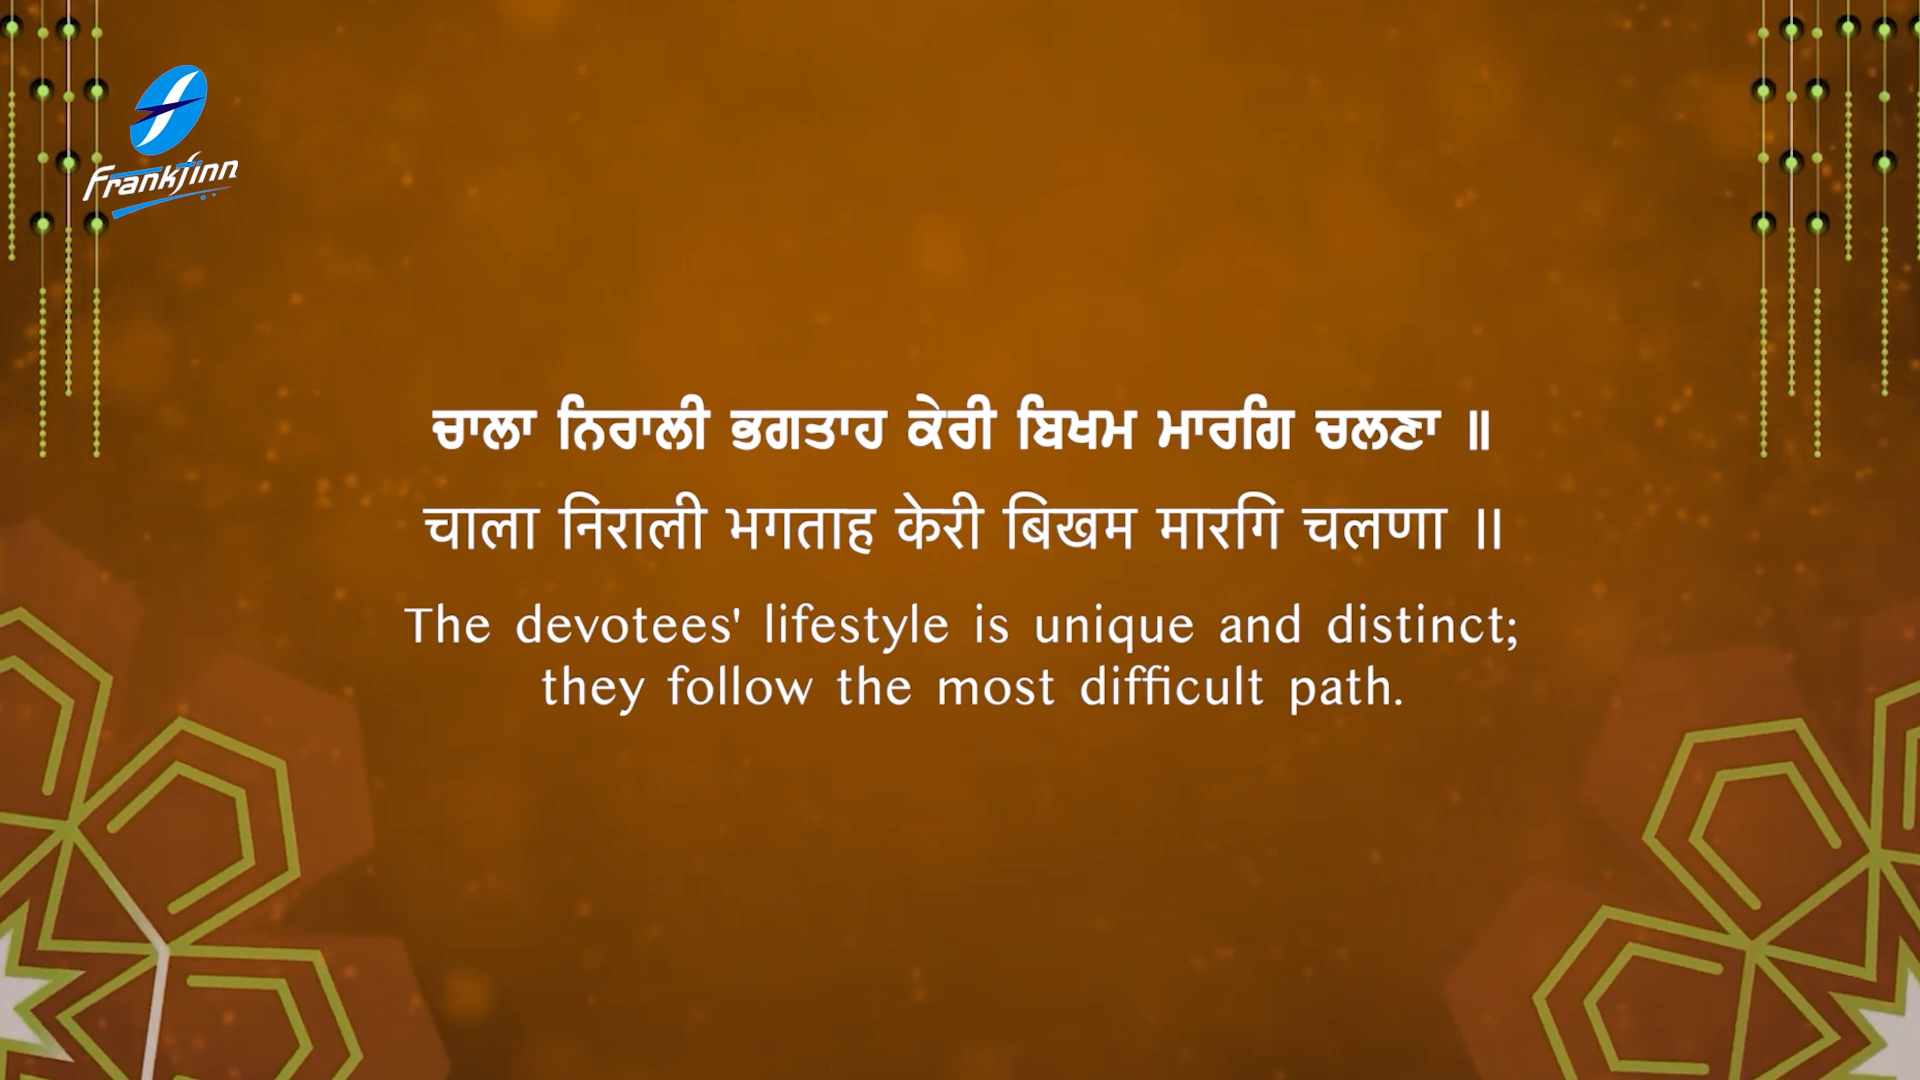 Frankfinn
ਚਾਲਾ ਨਿਰਾਲੀ ਭਗਤਾਹ ਕੇਰੀ ਬਿਖਮ ਮਾਰਗਿ ਚਲਣਾ ॥
चाला निराली भगताह केरी बिखम मारगि चलणा ॥
The devotees' lifestyle is unique and distinct;
they follow the most difficult path.